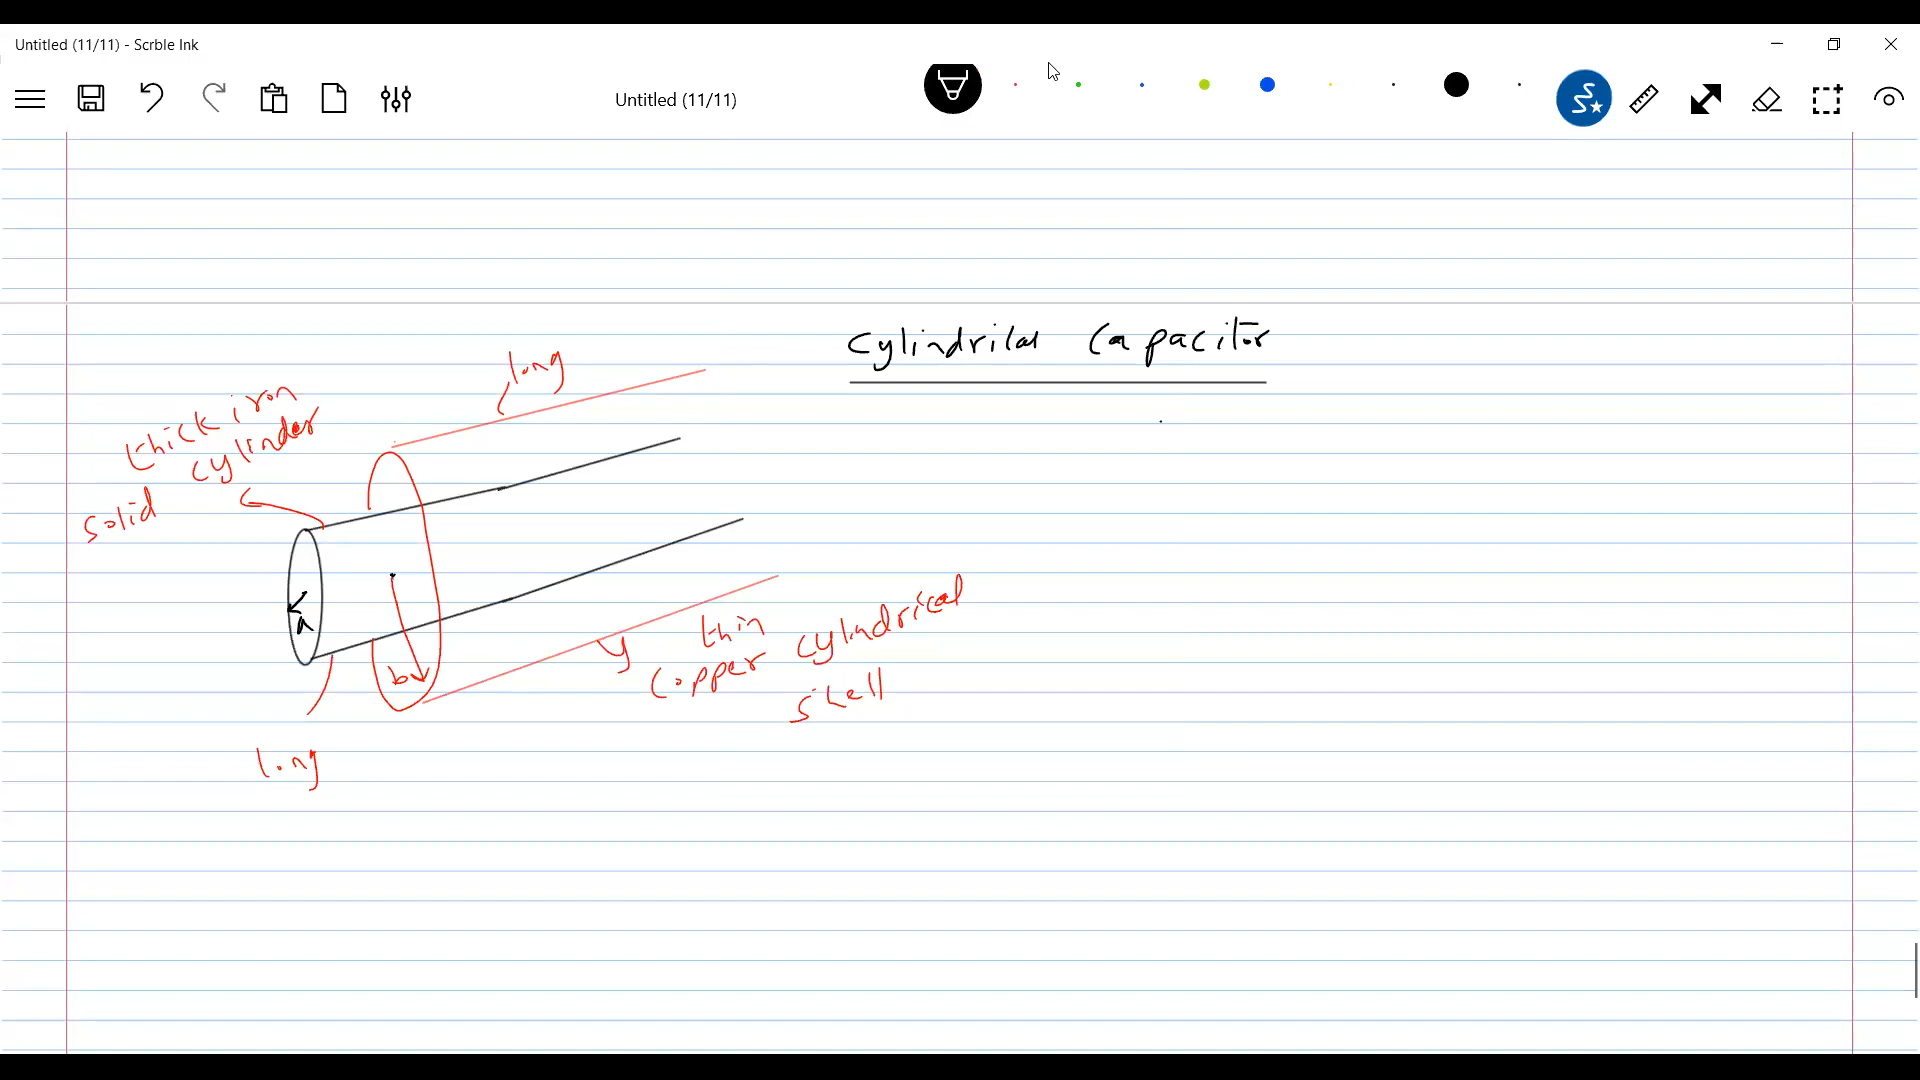 Untitled (11/11) - Scrble Ink
Untitled (11/11)
Cylindrical Capacitor
long
thick iron
cylinder
solid
a
b
thin cylindrical
copper
shell
long